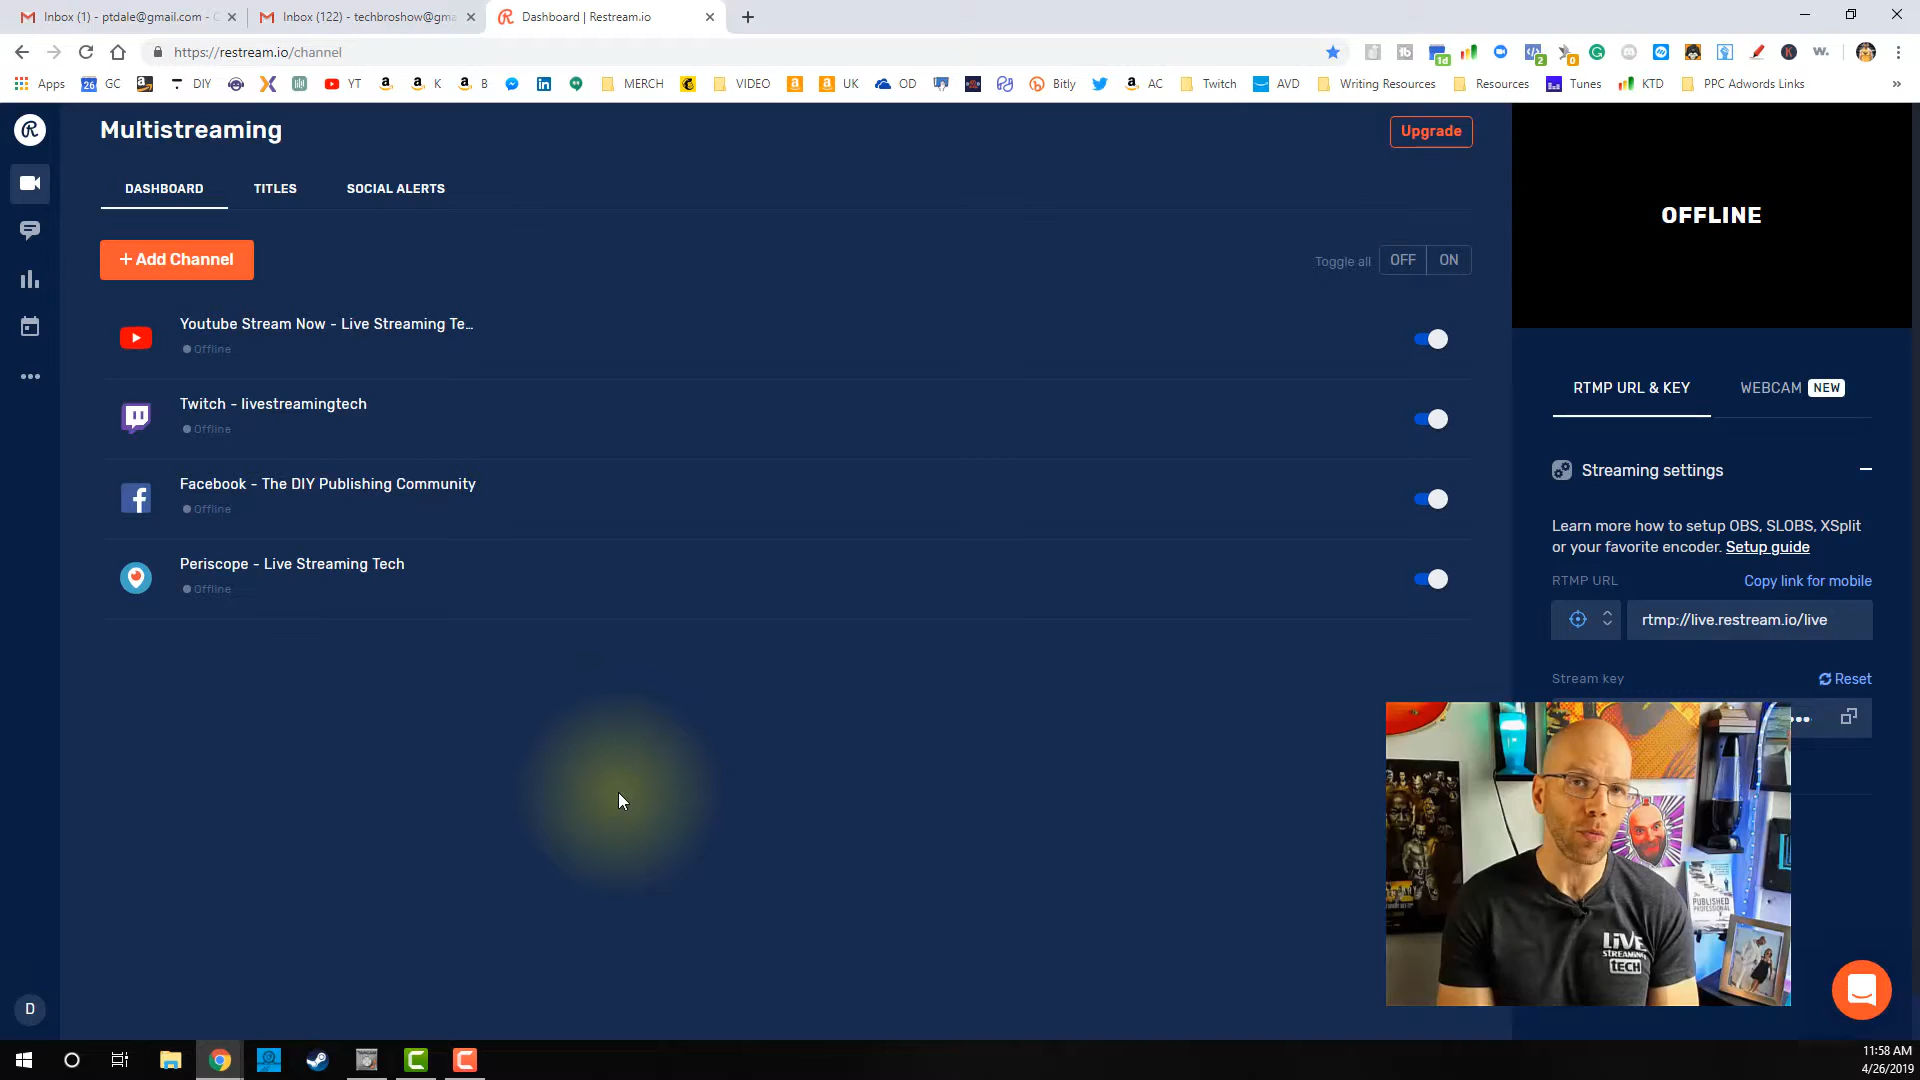 Inbox (1) - ptdale@gmail.com - C
Inbox (122) - techbroshow@gma
Dashboard | Restream.io
https://restream.io/channel
Apps
26
GC
DIY
YT
K
B
MERCH
VIDEO
UK
OD
Bitly
AC
Twitch
AVD
Writing Resources
Resources
Tunes
KTD
PPC Adwords Links
Multistreaming
Upgrade
DASHBOARD
TITLES
SOCIAL ALERTS
+ Add Channel
Toggle all
OFF
ON
Youtube Stream Now - Live Streaming Te...
Offline
Twitch - livestreamingtech
Offline
Facebook - The DIY Publishing Community
Offline
Periscope - Live Streaming Tech
Offline
D
OFFLINE
RTMP URL & KEY
WEBCAM NEW
Streaming settings
Learn more how to setup OBS, SLOBS, XSplit
or your favorite encoder. Setup guide
RTMP URL
Copy link for mobile
rtmp://live.restream.io/live
Stream key
Reset
PUBLISHED
PROFESSIONAL
LIVE
STREAMING
TECH
11:58 AM
4/26/2019